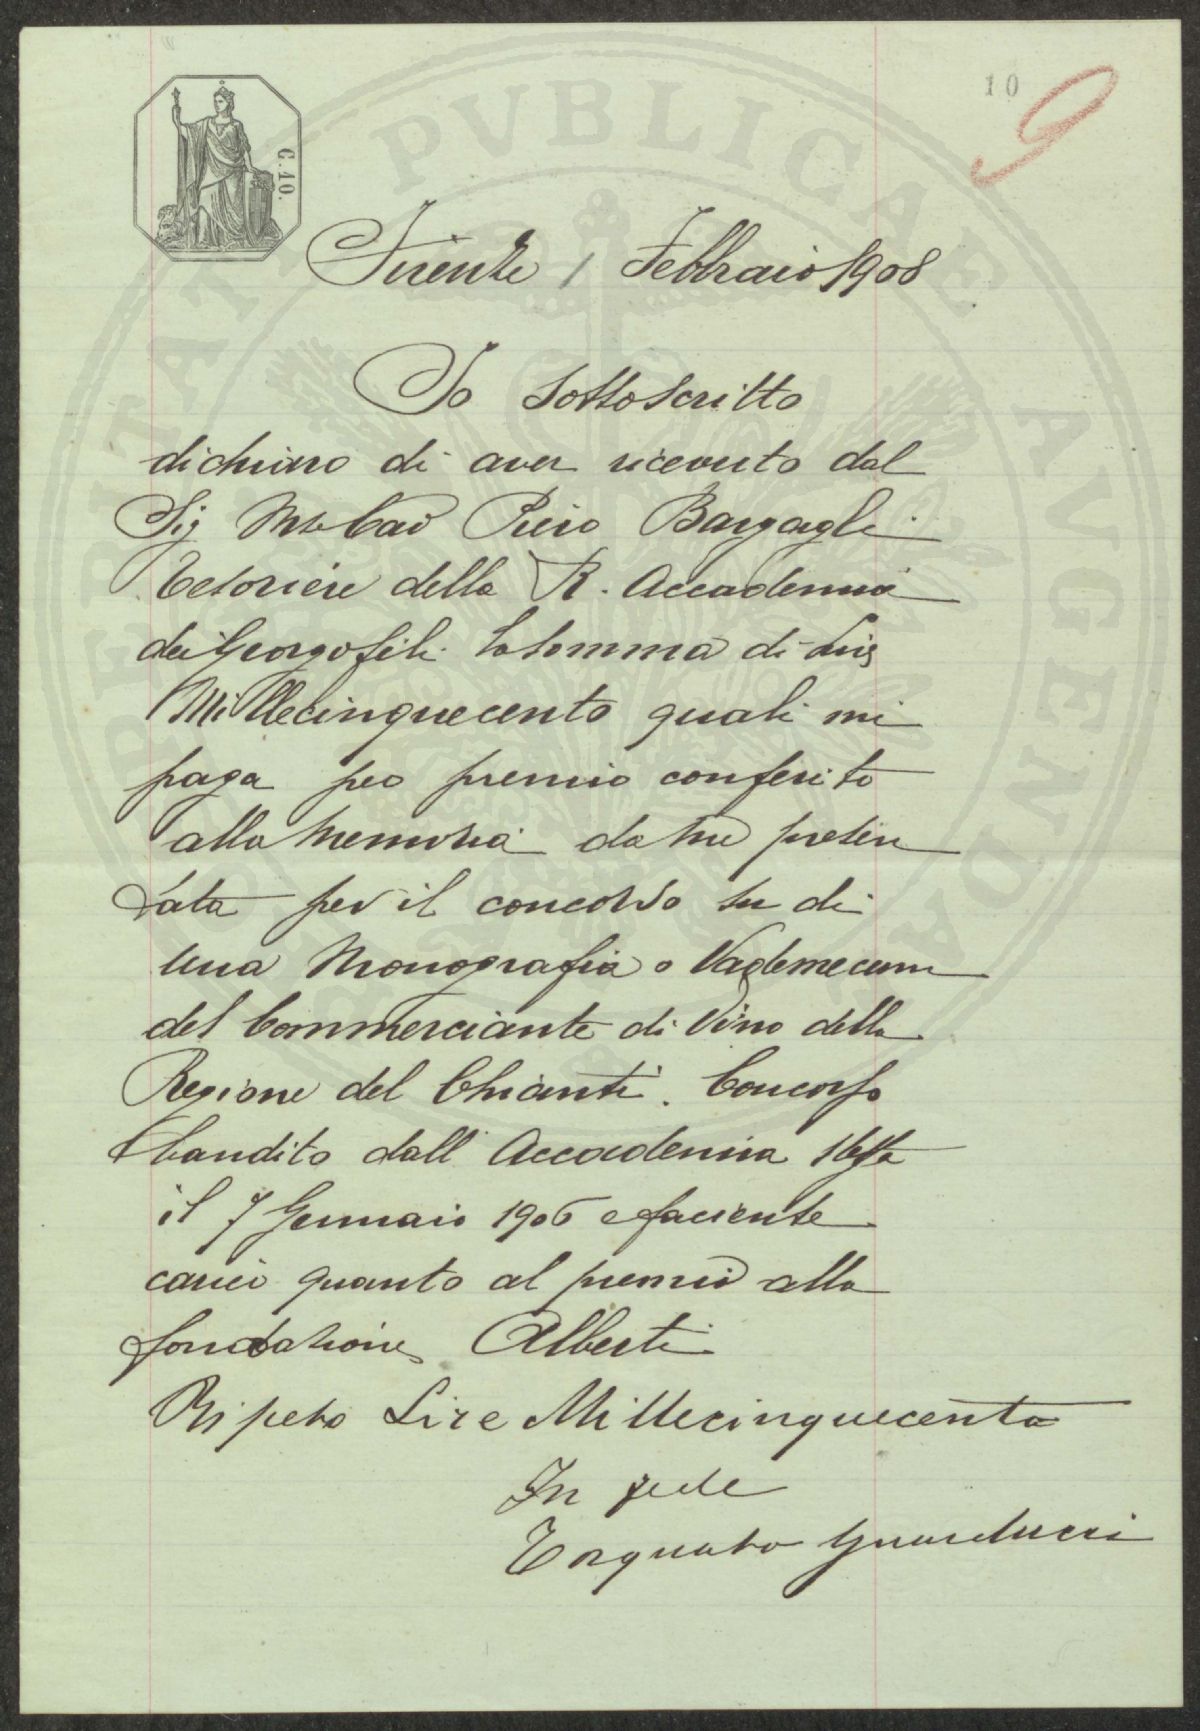 10
9
C. 10.
Firenze 1 Febbraio 1908
Io sottoscritto
dichiaro di aver ricevuto dal
Sig Mse Cav Piero Bargagli
Tesoriere della R. Accademia
dei Georgofili la somma di Lire
Millecinquecento quali mi
paga per premio conferito
alla Memoria da me presen
tata per il concorso su di
una Monografia o Vademecum
del Commerciante di Vino della
Regione del Chianti. Concorso
bandito dall Accademia stessa
il 7 Gennaio 1906 e facente
carico quanto al premio alla
fondazione Alberti
Ripeto Lire Millecinquecento
In fede
Torquato Guarducci
PVBLICAE AVGENDAE